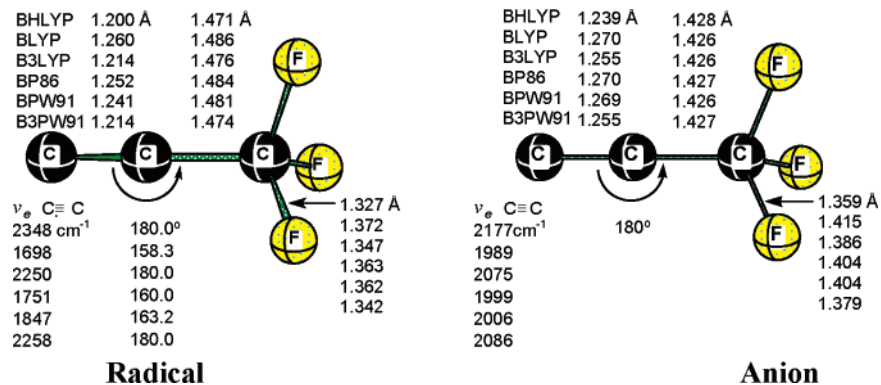 BHLYP 1.200 Å 1.471 Å
BLYP 1.260 1.486
B3LYP 1.214 1.476
BP86 1.252 1.484
BPW91 1.241 1.481
B3PW91 1.214 1.474
F
C C C F
F
1.327 Å
1.372
1.347
1.363
1.362
1.342
νe C≡C
2348 cm-1 180.0º
1698 158.3
2250 180.0
1751 160.0
1847 163.2
2258 180.0
Radical
BHLYP 1.239 Å 1.428 Å
BLYP 1.270 1.426
B3LYP 1.255 1.426
BP86 1.270 1.427
BPW91 1.269 1.426
B3PW91 1.255 1.427
F
C C C F
F
1.359 Å
1.415
1.386
1.404
1.404
1.379
νe C≡C
2177cm-1 180º
1989
2075
1999
2006
2086
Anion